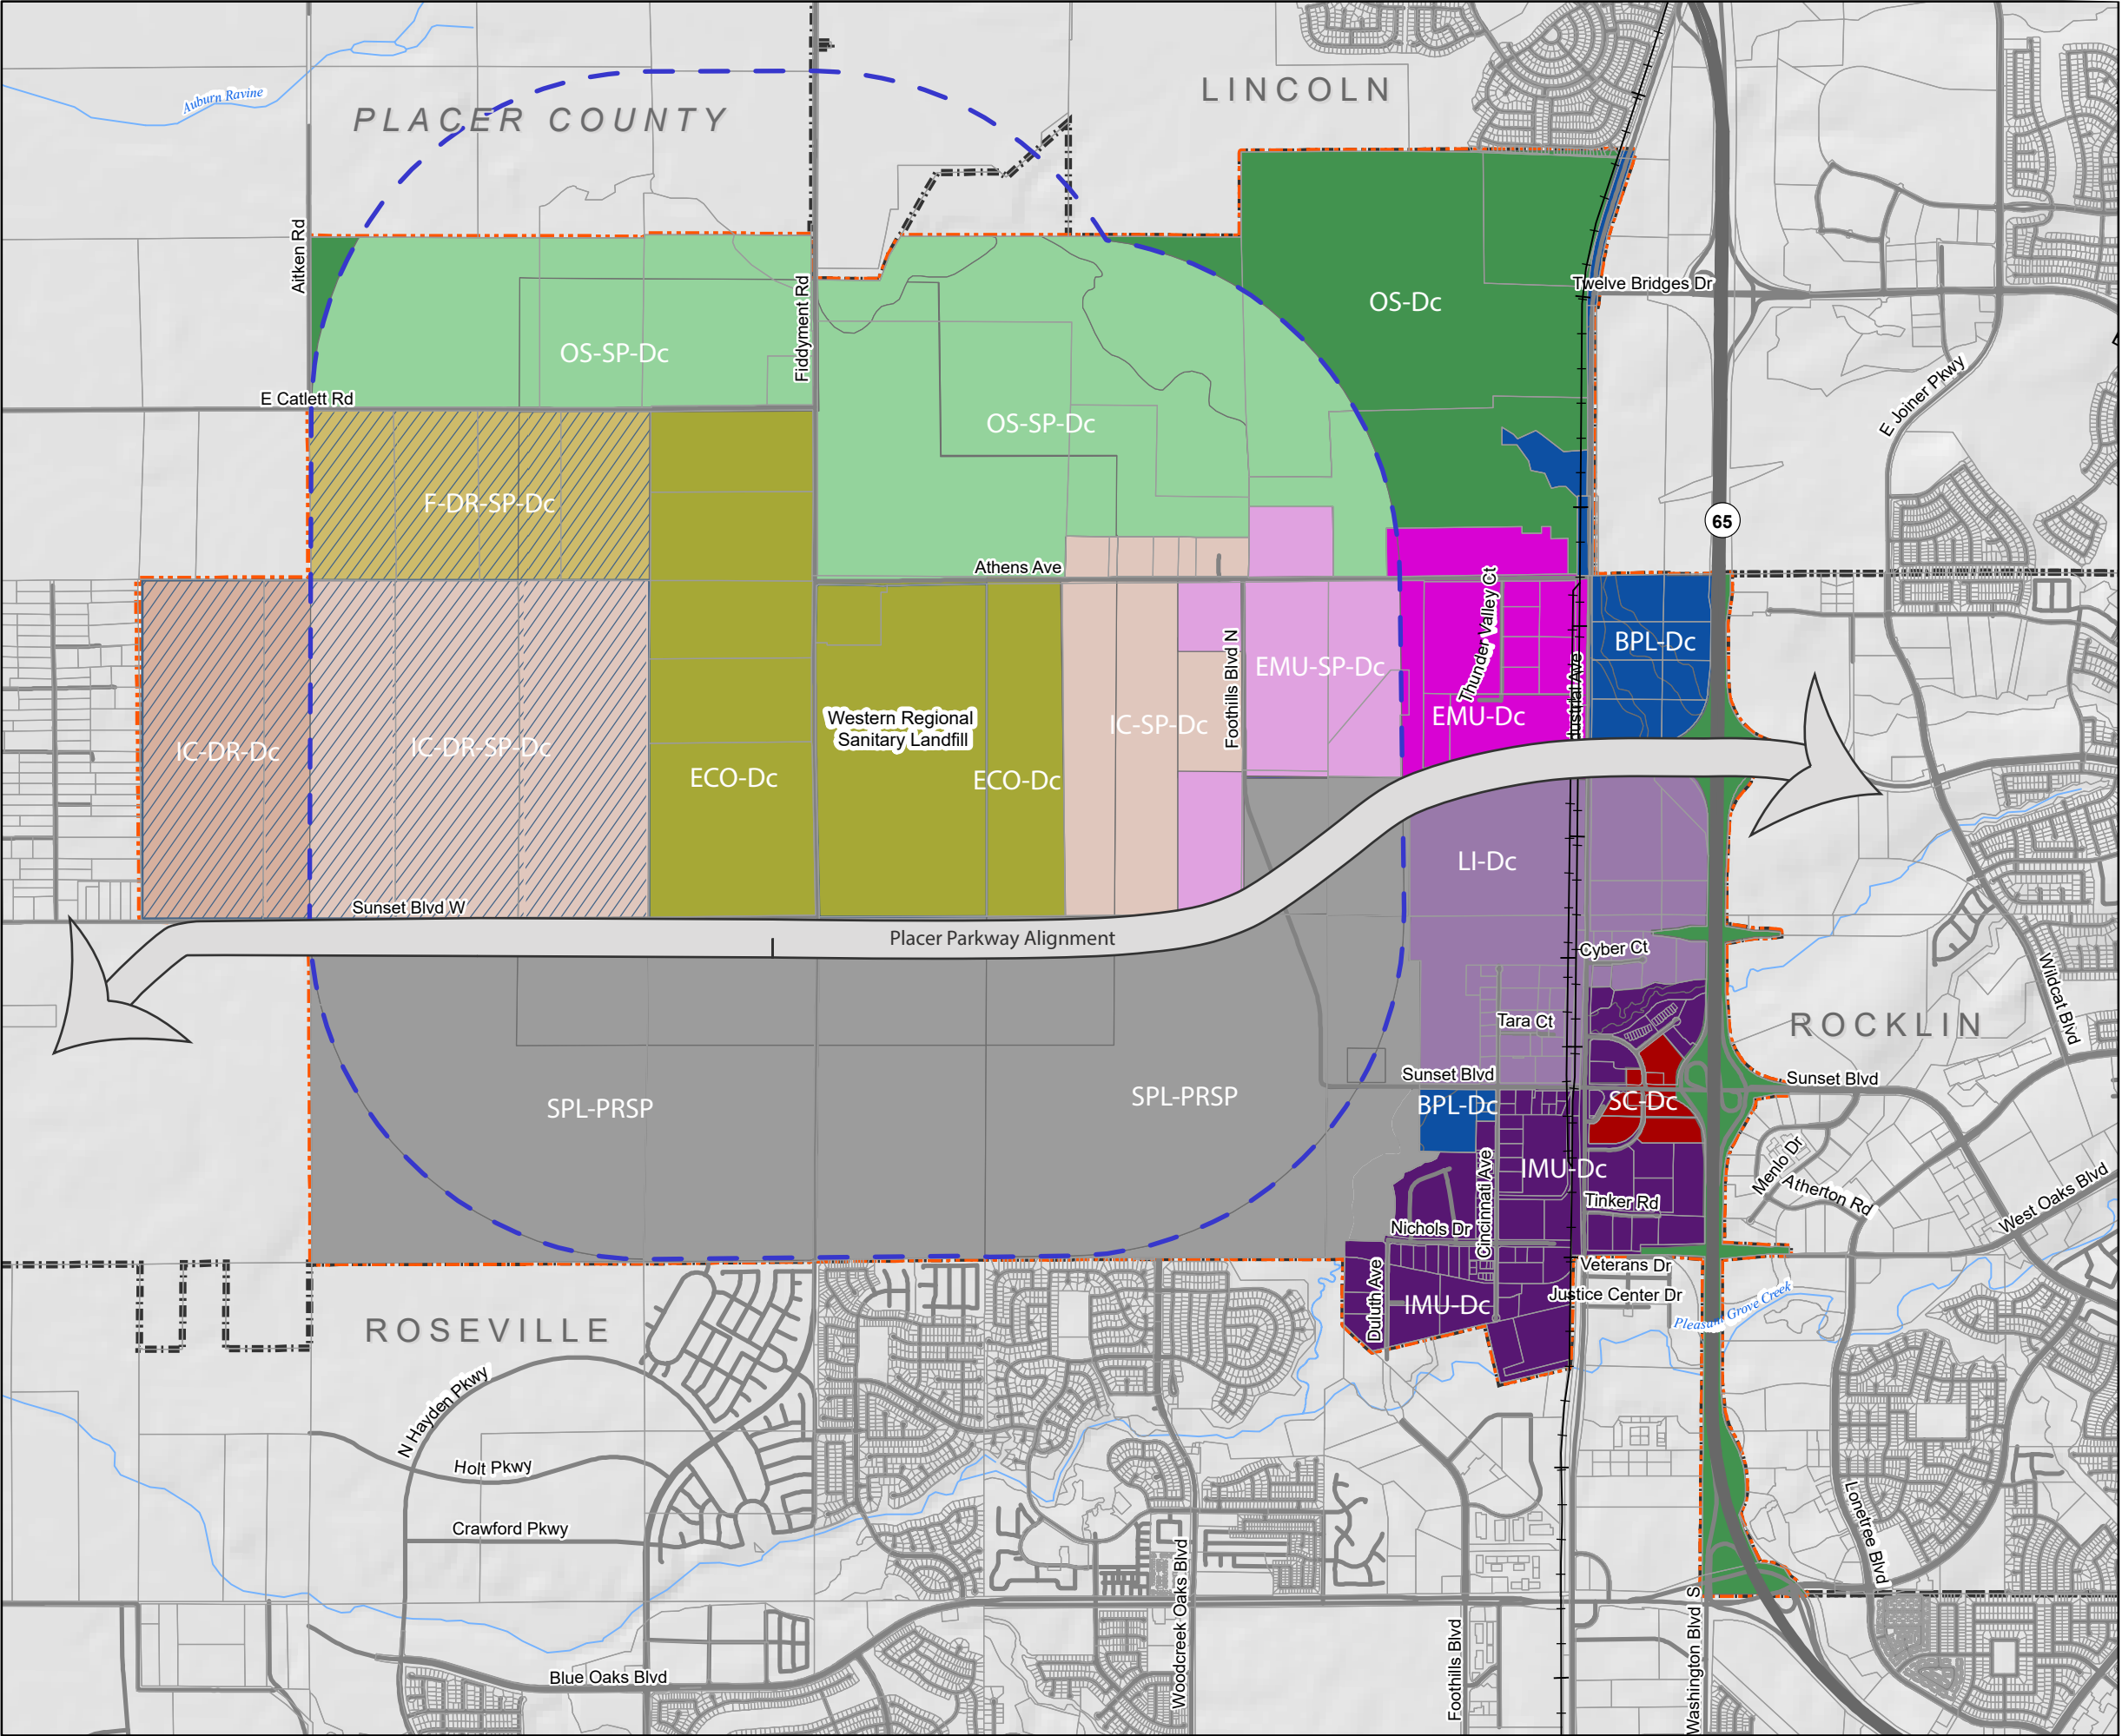 LINCOLN
Auburn Ravine
PLACER COUNTY
Aitken Rd
Fiddyment Rd
Twelve Bridges Dr
OS-Dc
OS-SP-Dc
E Catlett Rd
E Joiner Pkwy
OS-SP-Dc
F-DR-SP-Dc
65
Athens Ave
Thunder Valley Ct
BPL-Dc
Foothills Blvd N
EMU-SP-Dc
Western Regional
Sanitary Landfill
IC-SP-Dc
EMU-Dc
dustrial Ave
IC-DR-Dc
IC-DR-SP-Dc
ECO-Dc
ECO-Dc
LI-Dc
Sunset Blvd W
Placer Parkway Alignment
Cyber Ct
Wildcat Blvd
Tara Ct
ROCKLIN
Sunset Blvd
Sunset Blvd
SPL-PRSP
SPL-PRSP
BPL-Dc
SC-Dc
IMU-Dc
Menlo Dr
Atherton Rd
West Oaks Blvd
Cincinnati Ave
Tinker Rd
Nichols Dr
Veterans Dr
Duluth Ave
IMU-Dc
Justice Center Dr
Pleasant Grove Creek
ROSEVILLE
N Hayden Pkwy
Holt Pkwy
Crawford Pkwy
Lonetree Blvd
Woodcreek Oaks Blvd
Foothills Blvd
Washington Blvd S
Blue Oaks Blvd